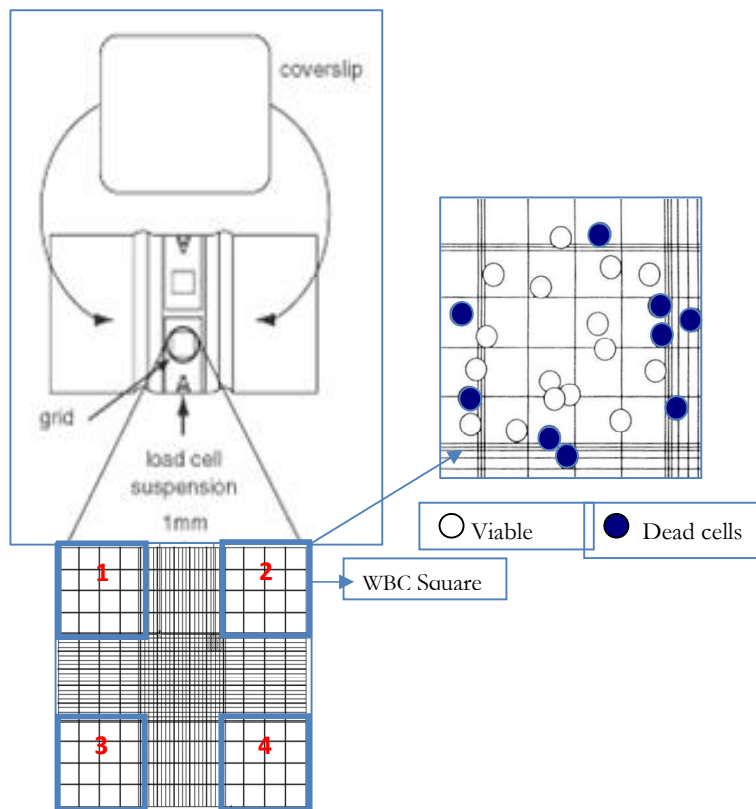 coverslip
A
A
grid
load cell
suspension
1mm
Viable
Dead cells
1
2
WBC Square
3
4